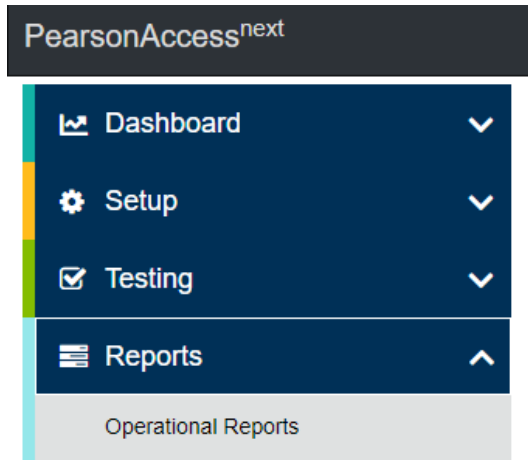 PearsonAccessnext
Dashboard
Setup
Testing
Reports
Operational Reports